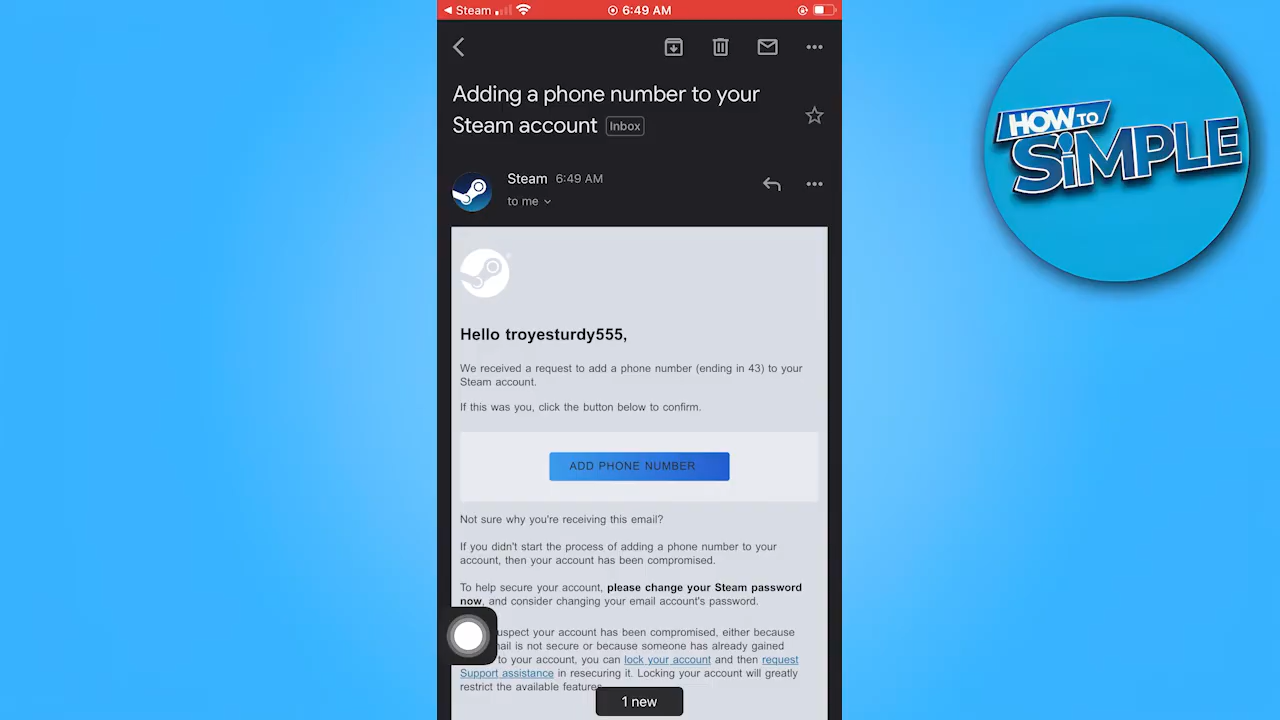 Steam
6:49 AM
HOW TO
SiMPLE
Adding a phone number to your
Steam account Inbox
Steam 6:49 AM
to me
Hello troyesturdy555,
We received a request to add a phone number (ending in 43) to your
Steam account.
If this was you, click the button below to confirm.
ADD PHONE NUMBER
Not sure why you're receiving this email?
If you didn't start the process of adding a phone number to your
account, then your account has been compromised.
To help secure your account, please change your Steam password
now, and consider changing your email account's password.
uspect your account has been compromised, either because
ail is not secure or because someone has already gained
to your account, you can lock your account and then request
Support assistance in resecuring it. Locking your account will greatly
restrict the available features
1 new